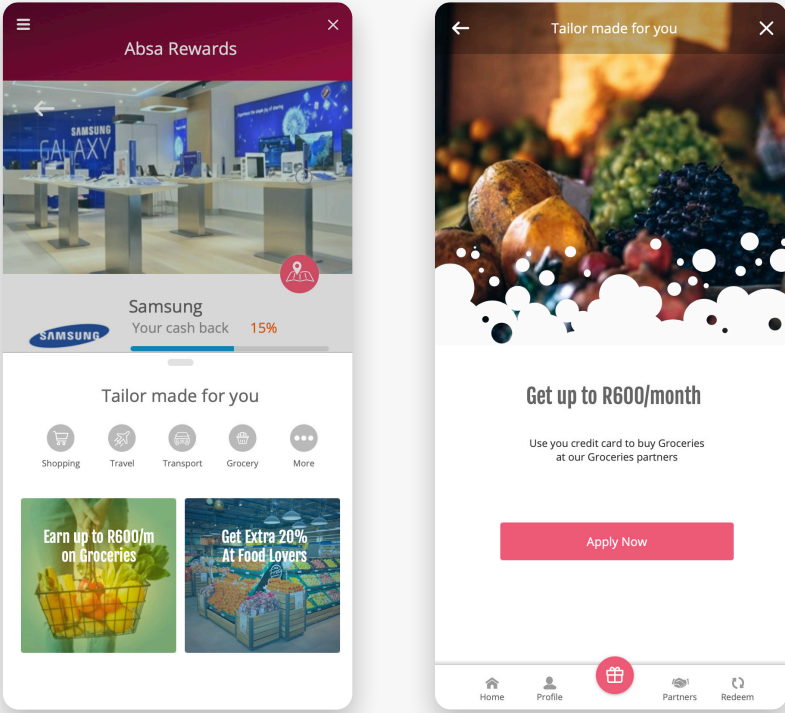 Absa Rewards
SAMSUNG
GALAXY
Samsung
Your cash back 15%
SAMSUNG
Tailor made for you
Shopping
Travel
Transport
Grocery
More
Earn up to R600/m
on Groceries
Get Extra 20%
At Food Lovers
Tailor made for you
Get up to R600/month
Use you credit card to buy Groceries
at our Groceries partners
Apply Now
Home
Profile
Partners
Redeem